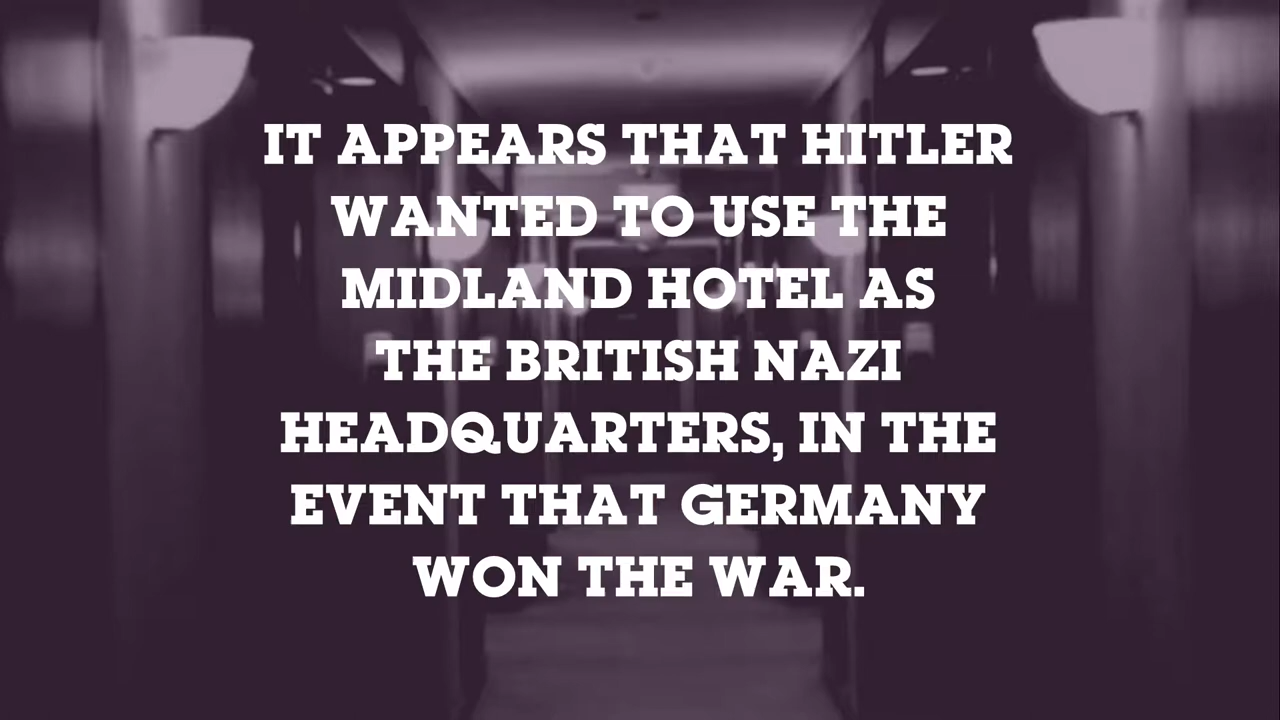 IT APPEARS THAT HITLER
WANTED TO USE THE
MIDLAND HOTEL AS
THE BRITISH NAZI
HEADQUARTERS, IN THE
EVENT THAT GERMANY
WON THE WAR.